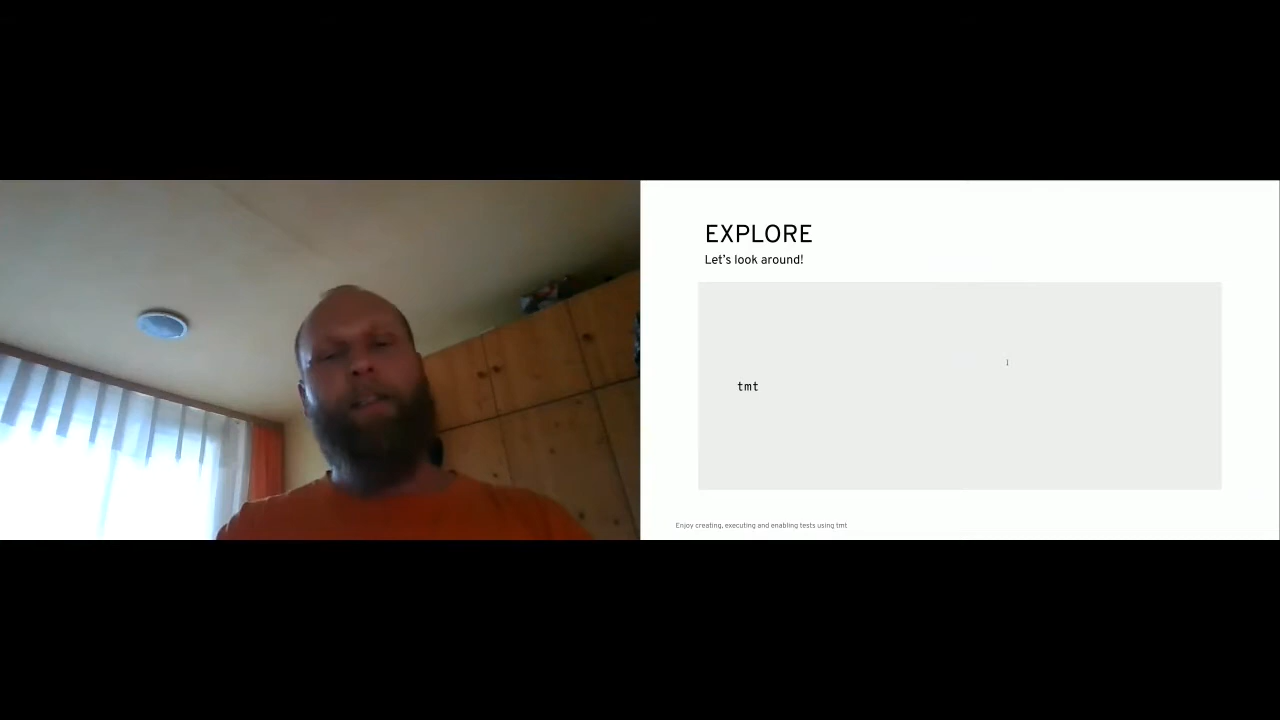 EXPLORE
Let's look around!
tmt
Enjoy creating, executing and enabling tests using tmt